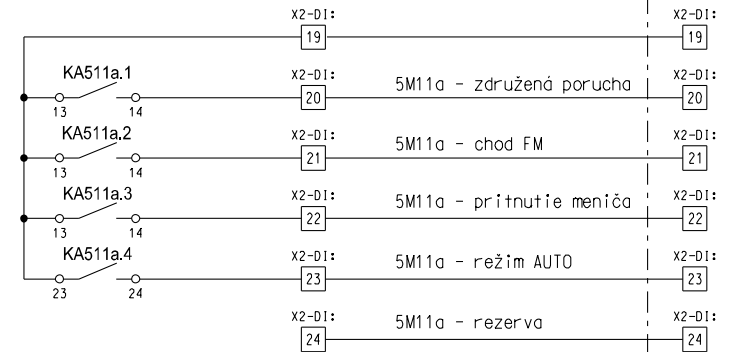 X2-DI: X2-DI:
19 19
KA511a.1 X2-DI: 5M11a - združená porucha X2-DI:
13 14 20 20
KA511a.2 X2-DI: 5M11a - chod FM X2-DI:
13 14 21 21
KA511a.3 X2-DI: 5M11a - pritnutie meniča X2-DI:
13 14 22 22
KA511a.4 X2-DI: 5M11a - režim AUTO X2-DI:
23 24 23 23
X2-DI: 5M11a - rezerva X2-DI:
24 24